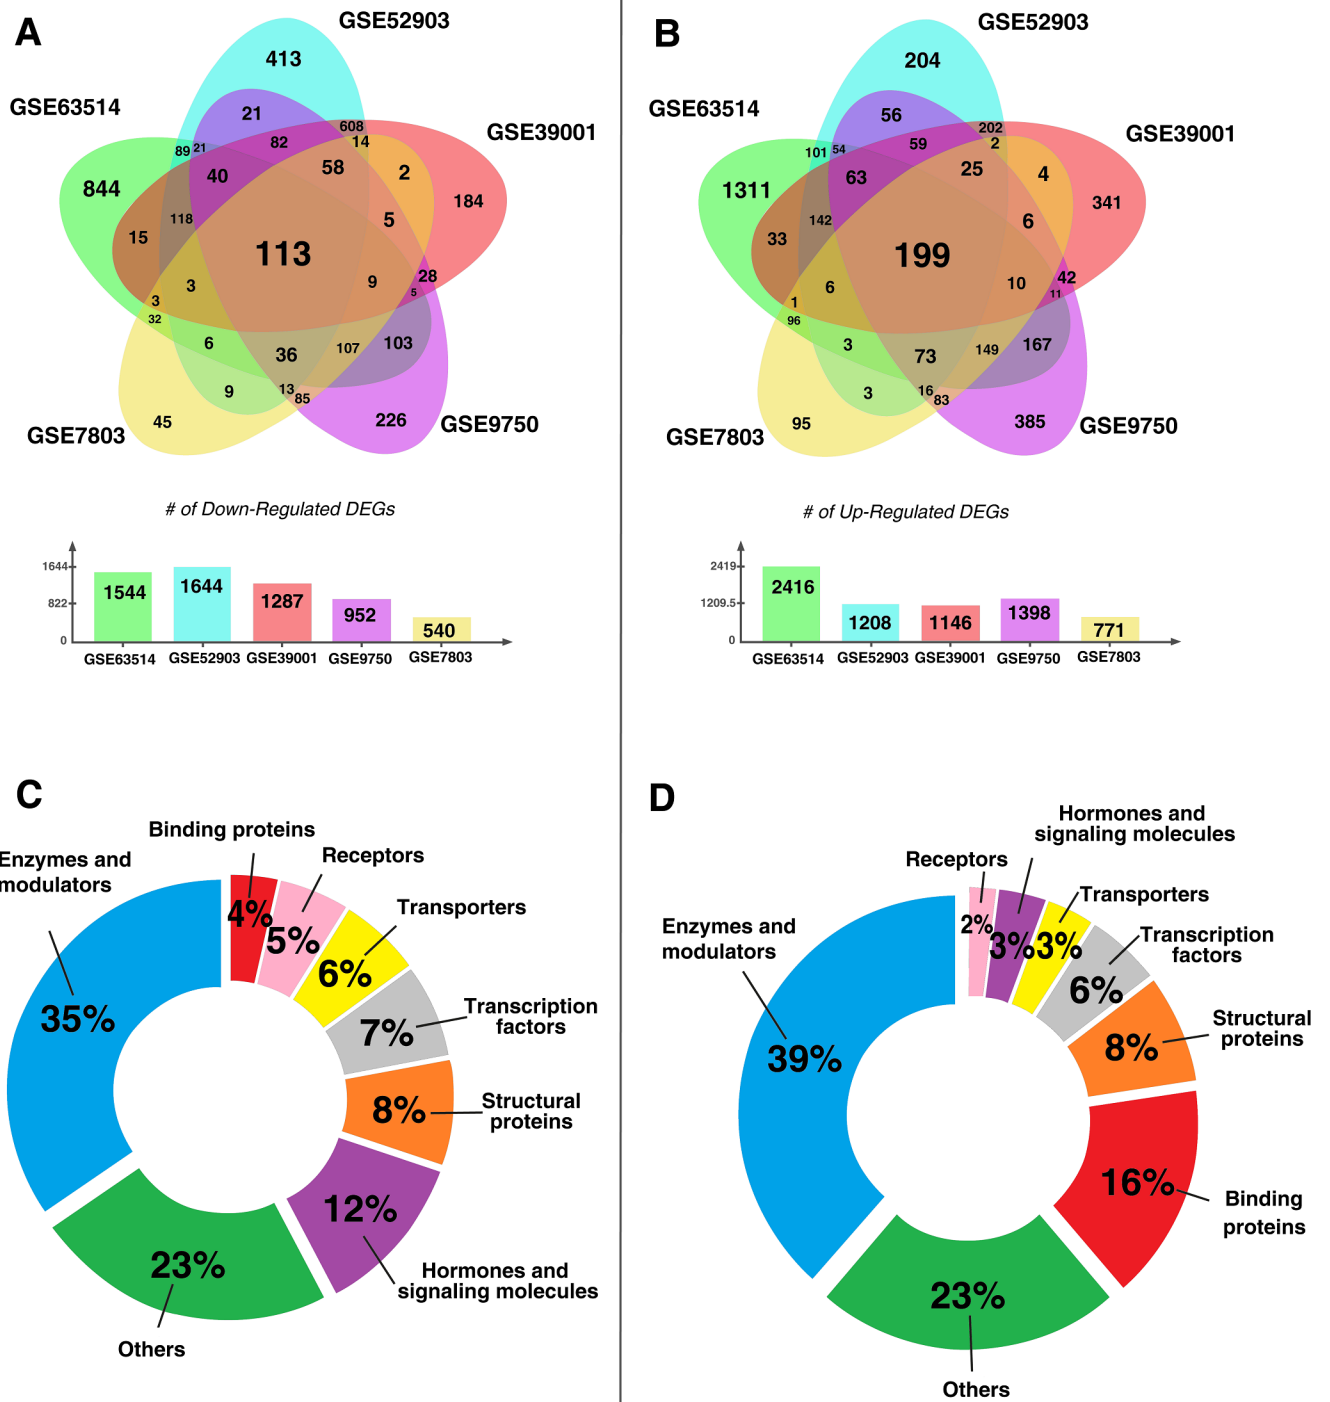 A
GSE52903
413
GSE63514
21
608
GSE39001
89
21
82
14
844
40
58
2
118
184
15
5
113
3
9
28
3
5
32
6
36
107
103
9
13
85
45
226
GSE7803
GSE9750
# of Down-Regulated DEGs
1644
822
0
1544
1644
1287
952
540
GSE63514
GSE52903
GSE39001
GSE9750
GSE7803
B
GSE52903
204
GSE63514
56
202
GSE39001
101
54
59
2
1311
63
25
4
142
341
33
6
199
6
10
42
1
11
96
3
73
149
167
3
16
83
95
385
GSE7803
GSE9750
# of Up-Regulated DEGs
2419
1209.5
0
2416
1208
1146
1398
771
GSE63514
GSE52903
GSE39001
GSE9750
GSE7803
C
Binding proteins
Enzymes and
modulators
Receptors
Transporters
4%
5%
6%
Transcription
factors
35%
7%
Structural
proteins
8%
12%
23%
Hormones and
signaling molecules
Others
D
Hormones and
signaling molecules
Receptors
Transporters
Enzymes and
modulators
2%
3%
3%
Transcription
factors
6%
Structural
proteins
39%
8%
16%
Binding
proteins
23%
Others